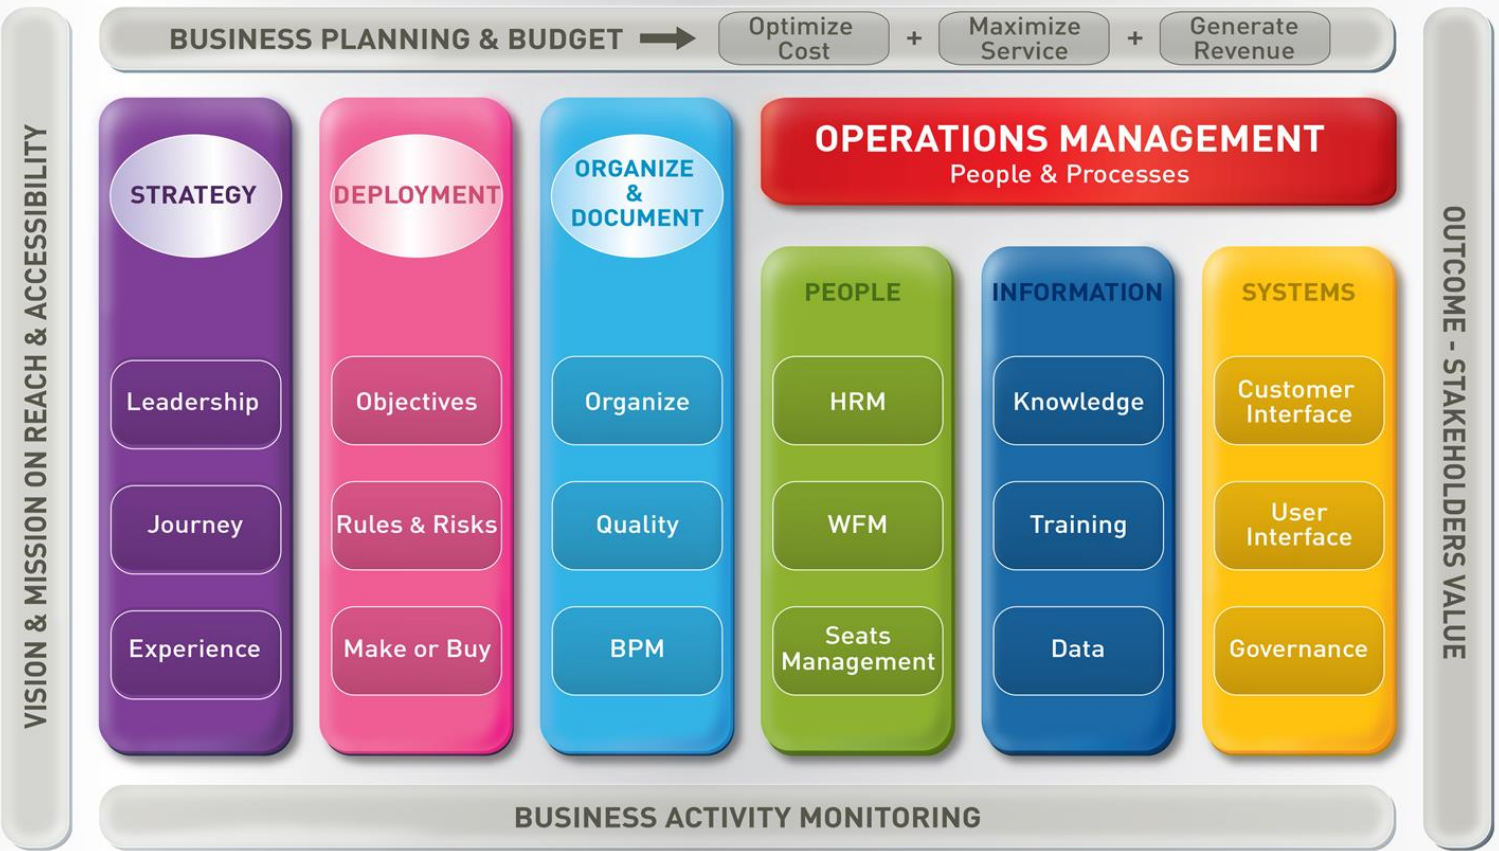 BUSINESS PLANNING & BUDGET
Optimize
Cost
+
Maximize
Service
+
Generate
Revenue
VISION & MISSION ON REACH & ACCESSIBILITY
STRATEGY
Leadership
Journey
Experience
DEPLOYMENT
Objectives
Rules & Risks
Make or Buy
ORGANIZE
&
DOCUMENT
Organize
Quality
BPM
OPERATIONS MANAGEMENT
People & Processes
PEOPLE
HRM
WFM
Seats
Management
INFORMATION
Knowledge
Training
Data
SYSTEMS
Customer
Interface
User
Interface
Governance
OUTCOME - STAKEHOLDERS VALUE
BUSINESS ACTIVITY MONITORING